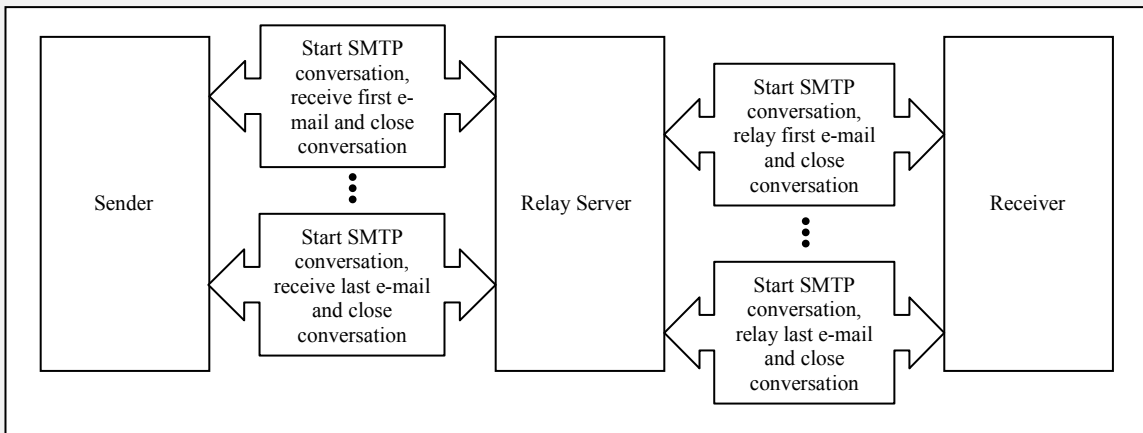 Sender
Start SMTP
conversation,
receive first e-
mail and close
conversation
Start SMTP
conversation,
receive last e-mail
and close
conversation
Relay Server
Start SMTP
conversation,
relay first e-mail
and close
conversation
Start SMTP
conversation,
relay last e-mail
and close
conversation
Receiver